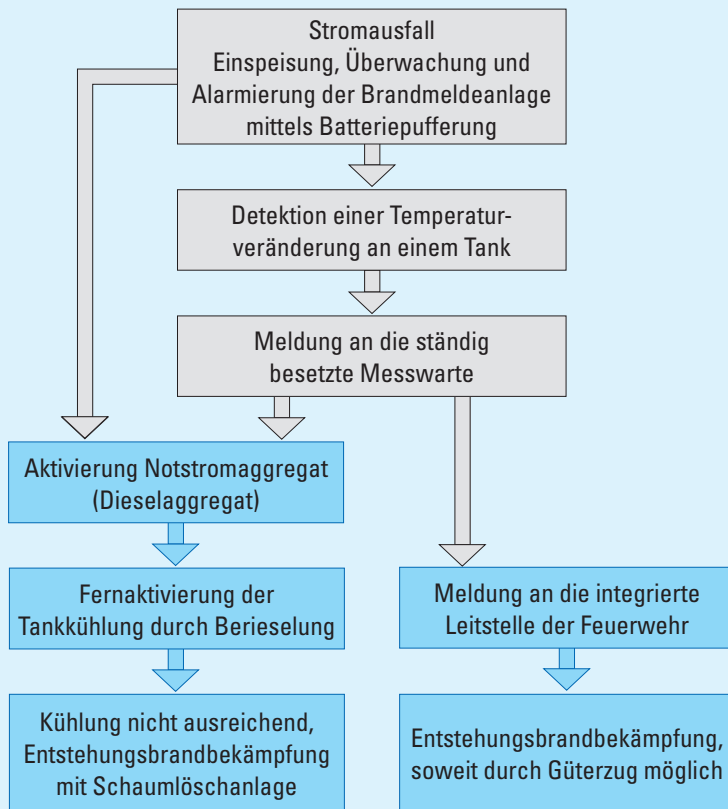 Stromausfall
Einspeisung, Überwachung und
Alarmierung der Brandmeldeanlage
mittels Batteriepufferung
Detektion einer Temperatur-
veränderung an einem Tank
Meldung an die ständig
besetzte Messwarte
Aktivierung Notstromaggregat
(Dieselaggregat)
Fernaktivierung der
Tankkühlung durch Berieselung
Meldung an die integrierte
Leitstelle der Feuerwehr
Kühlung nicht ausreichend,
Entstehungsbrandbekämpfung
mit Schaumlöschanlage
Entstehungsbrandbekämpfung,
soweit durch Güterzug möglich